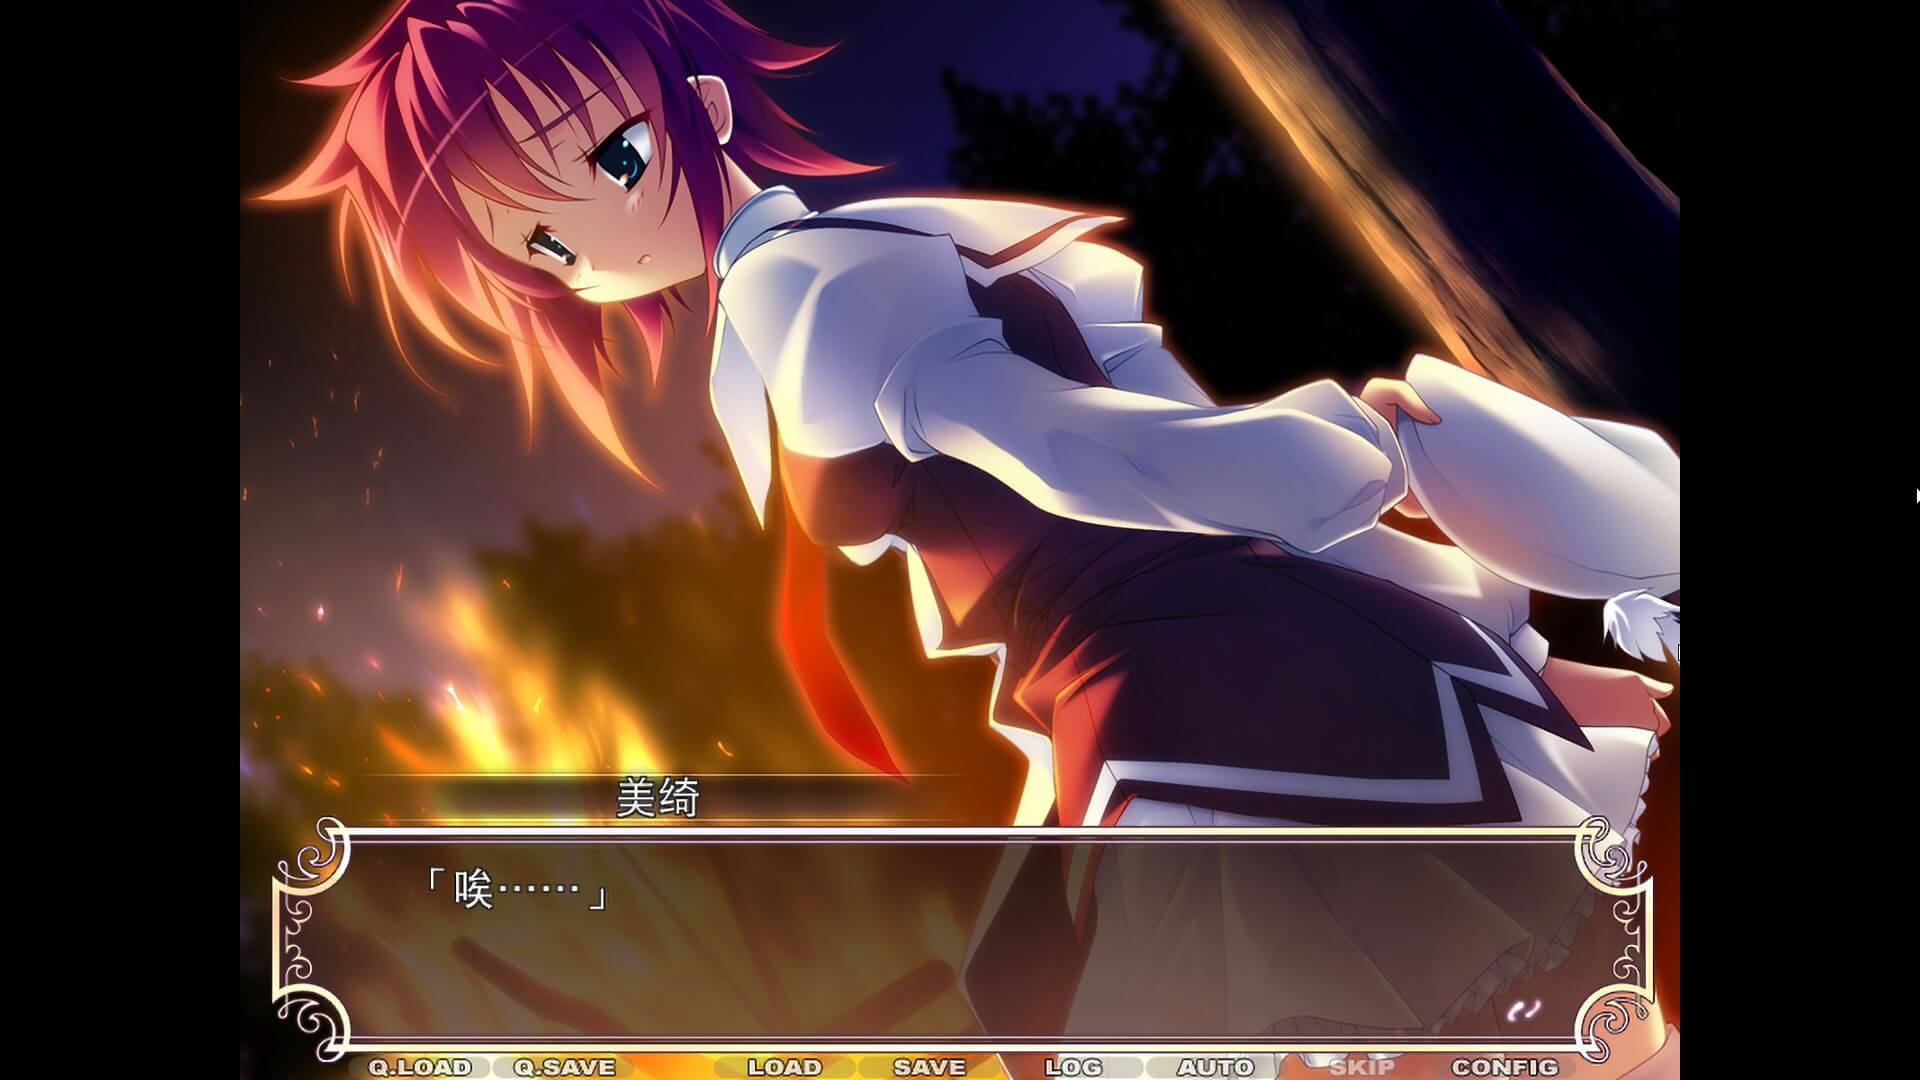 美绮
「唉……」
Q.LOAD Q.SAVE LOAD SAVE LOG AUTO SKIP CONFIG